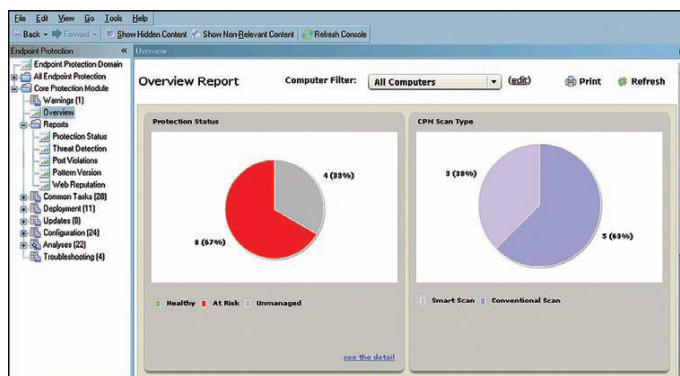 File Edit View Go Tools Help
Back Forward Show Hidden Content Show Non-Relevant Content Refresh Console
Endpoint Protection «
Overview
Endpoint Protection Domain
All Endpoint Protection
Core Protection Module
Warnings (1)
Overview
Reports
Protection Status
Threat Detection
Port Violations
Pattern Version
Web Reputation
Common Tasks (28)
Deployment (11)
Updates (8)
Configuration (24)
Analyses (22)
Troubleshooting (4)
Overview Report Computer Filter: All Computers (edit) Print Refresh
Protection Status
4 (33%)
8 (67%)
Healthy At Risk Unmanaged
see the detail
CPM Scan Type
3 (38%)
5 (63%)
Smart Scan Conventional Scan